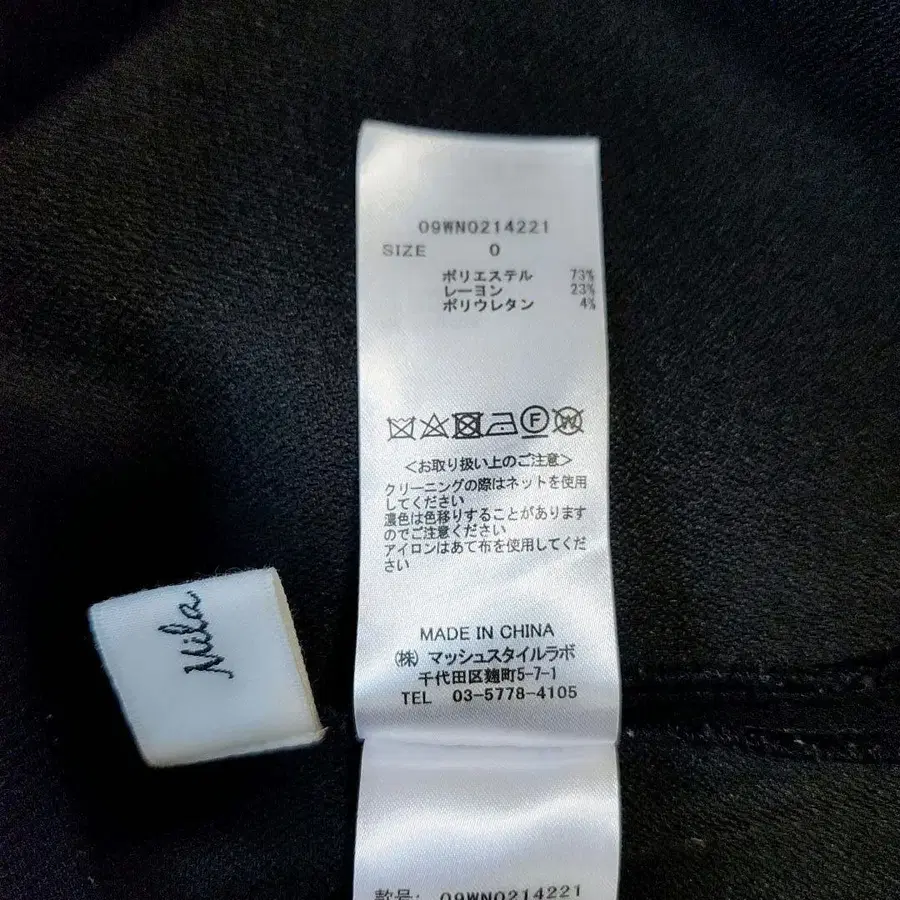 09WN0214221
SIZE 0
ポリエステル 73%
レーヨン 23%
ポリウレタン 4%
F W
<お取り扱い上のご注意>
クリーニングの際はネットを使用
してください
濃色は色移りすることがあります
のでご注意ください
アイロンはあて布を使用してくだ
さい
MADE IN CHINA
(株) マッシュスタイルラボ
千代田区麹町5-7-1
TEL 03-5778-4105
Mila
款号: 09WN0214221